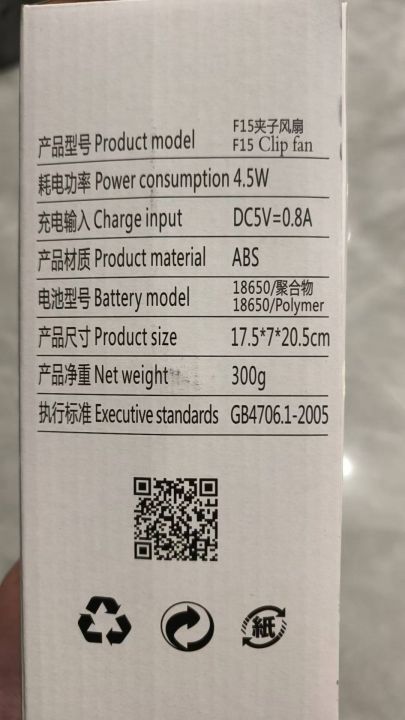 产品型号 Product model F15夹子风扇
F15 Clip fan
耗电功率 Power consumption 4.5W
充电输入 Charge input DC5V=0.8A
产品材质 Product material ABS
电池型号 Battery model 18650/聚合物
18650/Polymer
产品尺寸 Product size 17.5*7*20.5cm
产品净重 Net weight 300g
执行标准 Executive standards GB4706.1-2005
紙